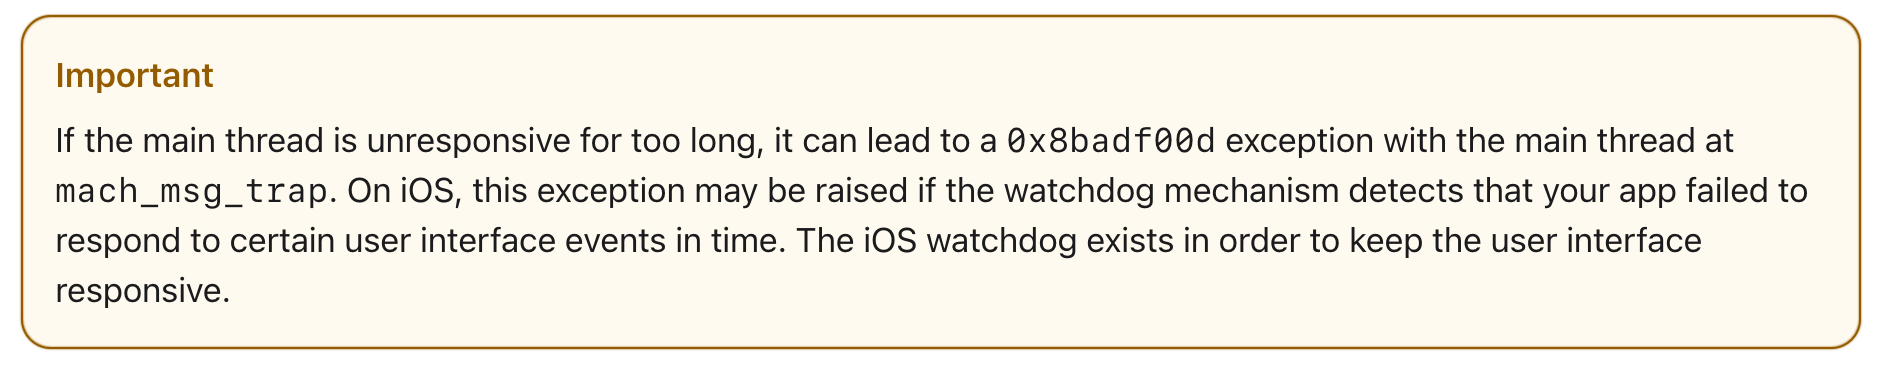 Important
If the main thread is unresponsive for too long, it can lead to a 0x8badf00d exception with the main thread at
mach_msg_trap. On iOS, this exception may be raised if the watchdog mechanism detects that your app failed to
respond to certain user interface events in time. The iOS watchdog exists in order to keep the user interface
responsive.